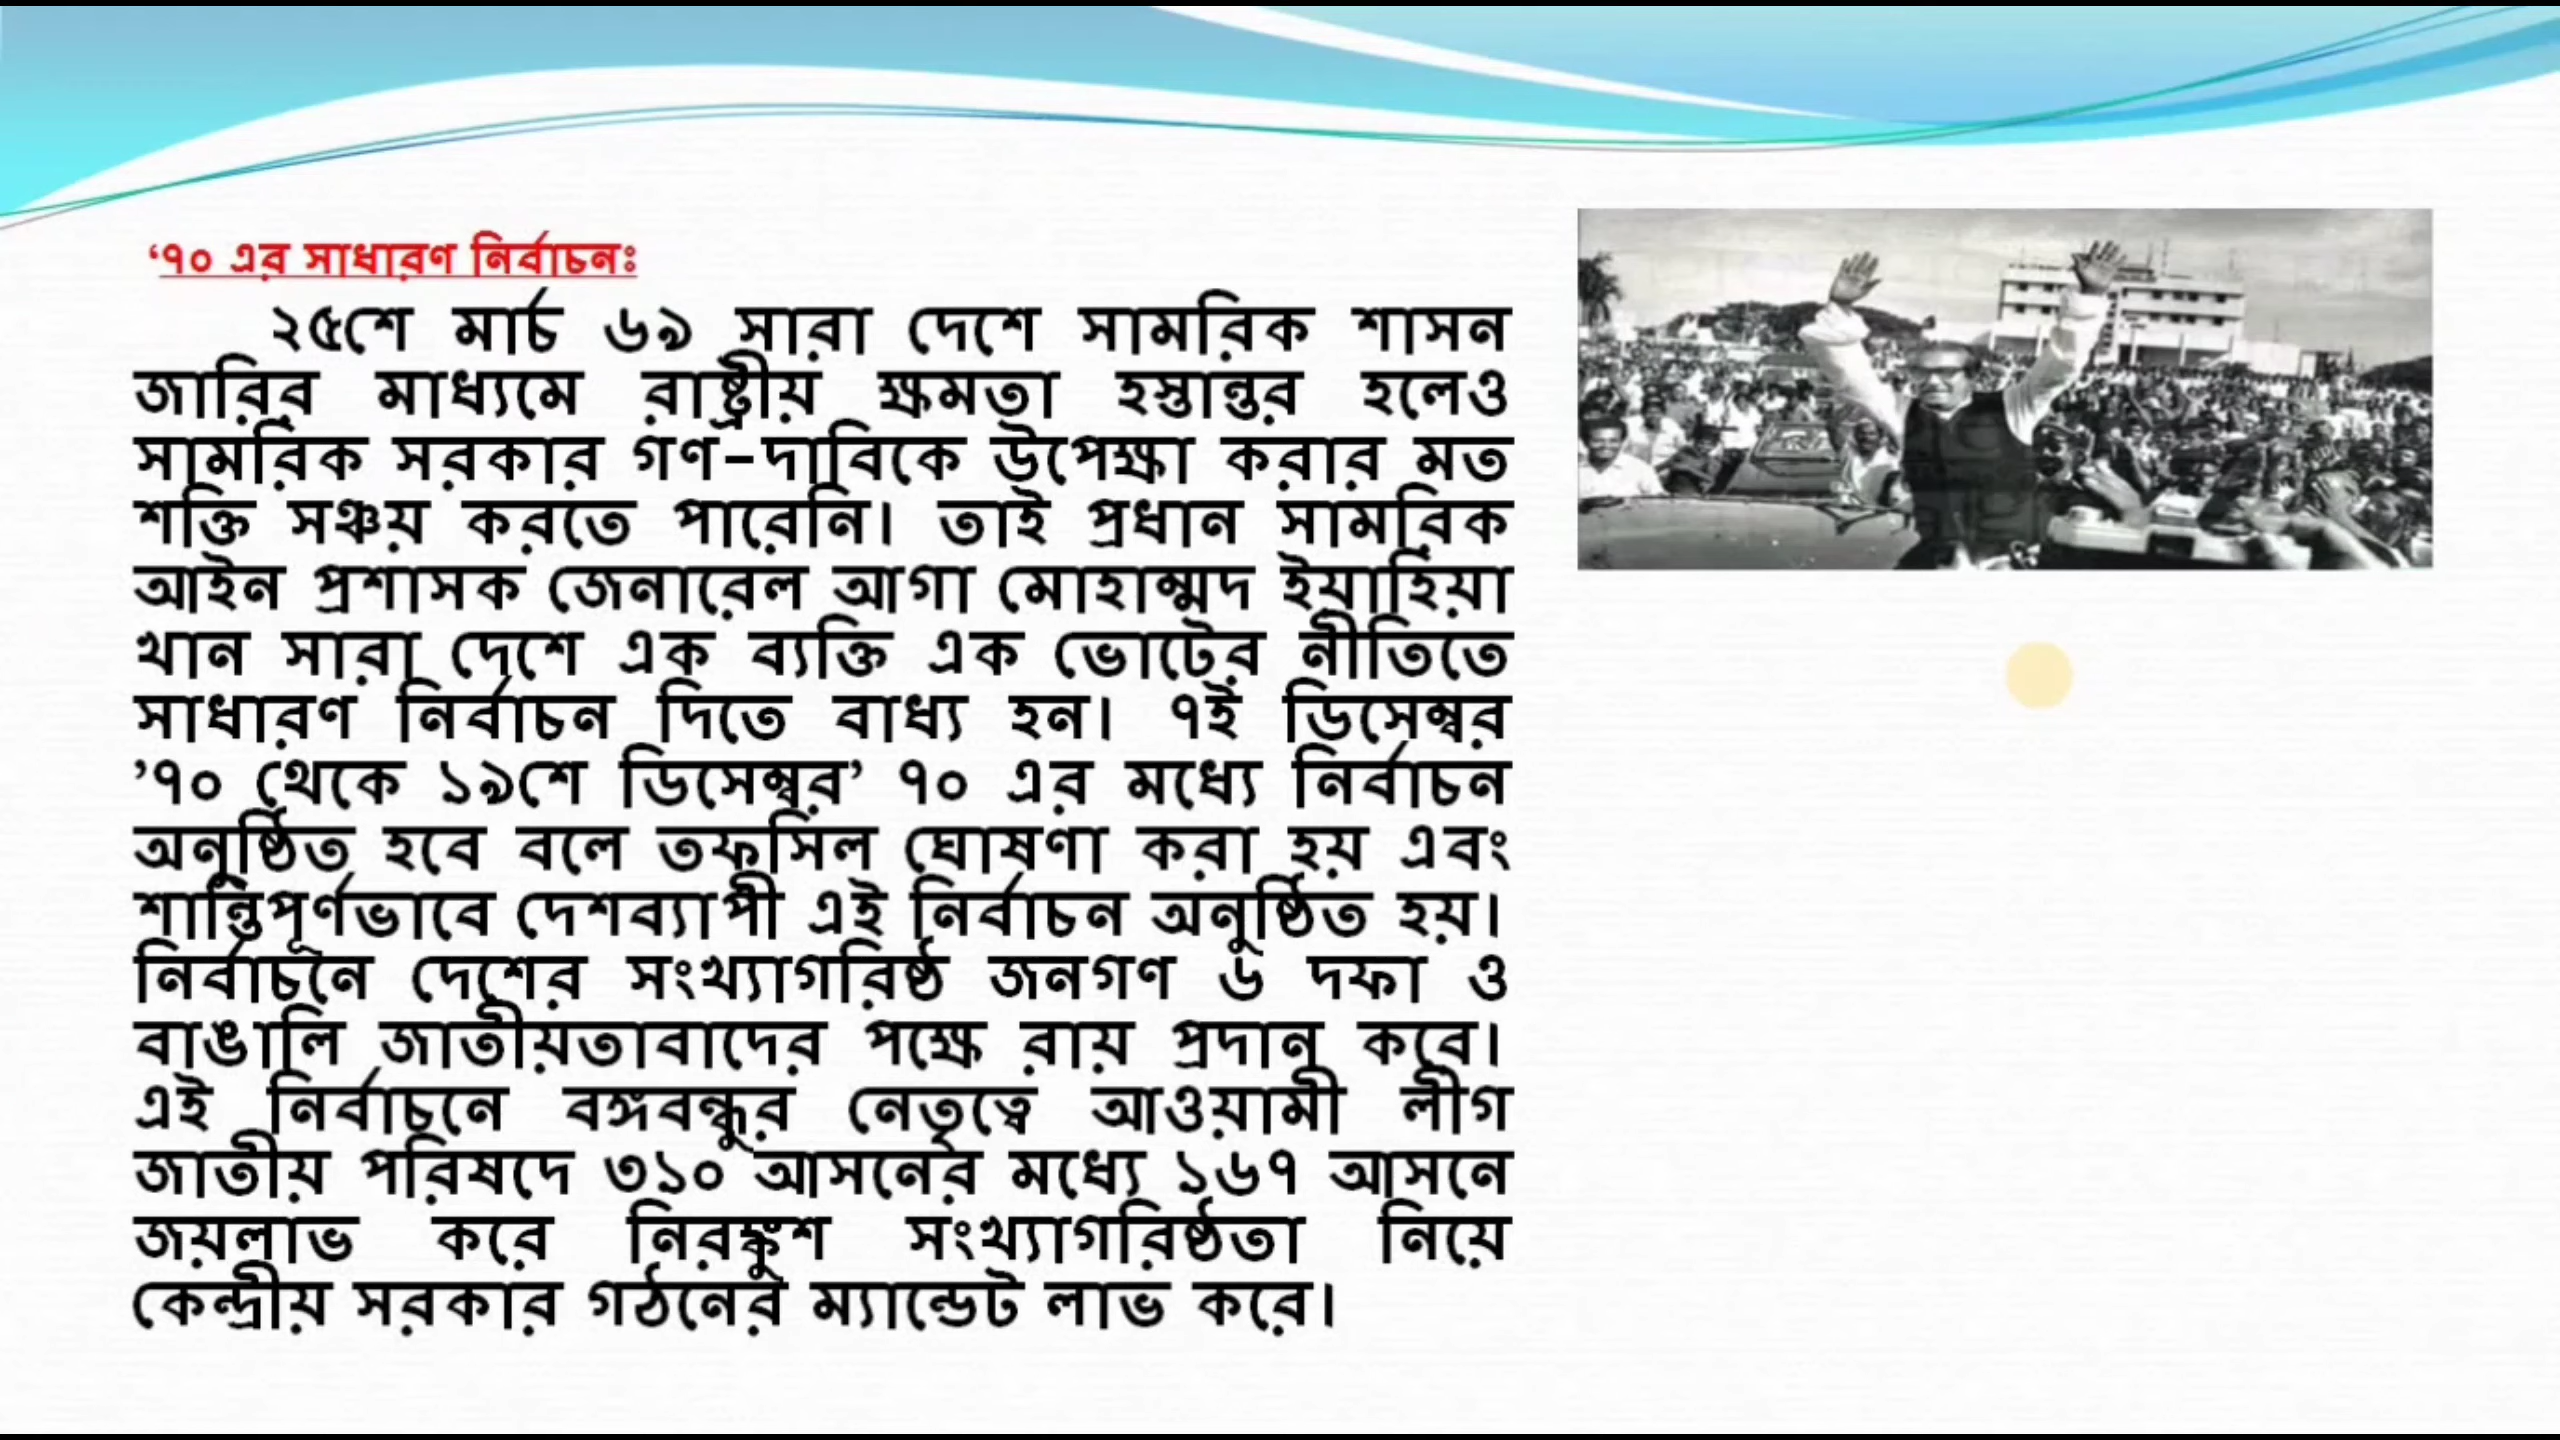 ‘৭০ এর সাধারণ নির্বাচনঃ
২৫শে মার্চ ৬৯ সারা দেশে সামরিক শাসন
জারির মাধ্যমে রাষ্ট্রীয় ক্ষমতা হস্তান্তর হলেও
সামরিক সরকার গণ-দাবিকে উপেক্ষা করার মত
শক্তি সঞ্চয় করতে পারেনি। তাই প্রধান সামরিক
আইন প্রশাসক জেনারেল আগা মোহাম্মদ ইয়াহিয়া
খান সারা দেশে এক ব্যক্তি এক ভোটের নীতিতে
সাধারণ নির্বাচন দিতে বাধ্য হন। ৭ই ডিসেম্বর
’৭০ থেকে ১৯শে ডিসেম্বর’ ৭০ এর মধ্যে নির্বাচন
অনুষ্ঠিত হবে বলে তফসিল ঘোষণা করা হয় এবং
শান্তিপূর্ণভাবে দেশব্যাপী এই নির্বাচন অনুষ্ঠিত হয়।
নির্বাচনে দেশের সংখ্যাগরিষ্ঠ জনগণ ৬ দফা ও
বাঙালি জাতীয়তাবাদের পক্ষে রায় প্রদান করে।
এই নির্বাচনে বঙ্গবন্ধুর নেতৃত্বে আওয়ামী লীগ
জাতীয় পরিষদে ৩১০ আসনের মধ্যে ১৬৭ আসনে
জয়লাভ করে নিরঙ্কুশ সংখ্যাগরিষ্ঠতা নিয়ে
কেন্দ্রীয় সরকার গঠনের ম্যান্ডেট লাভ করে।